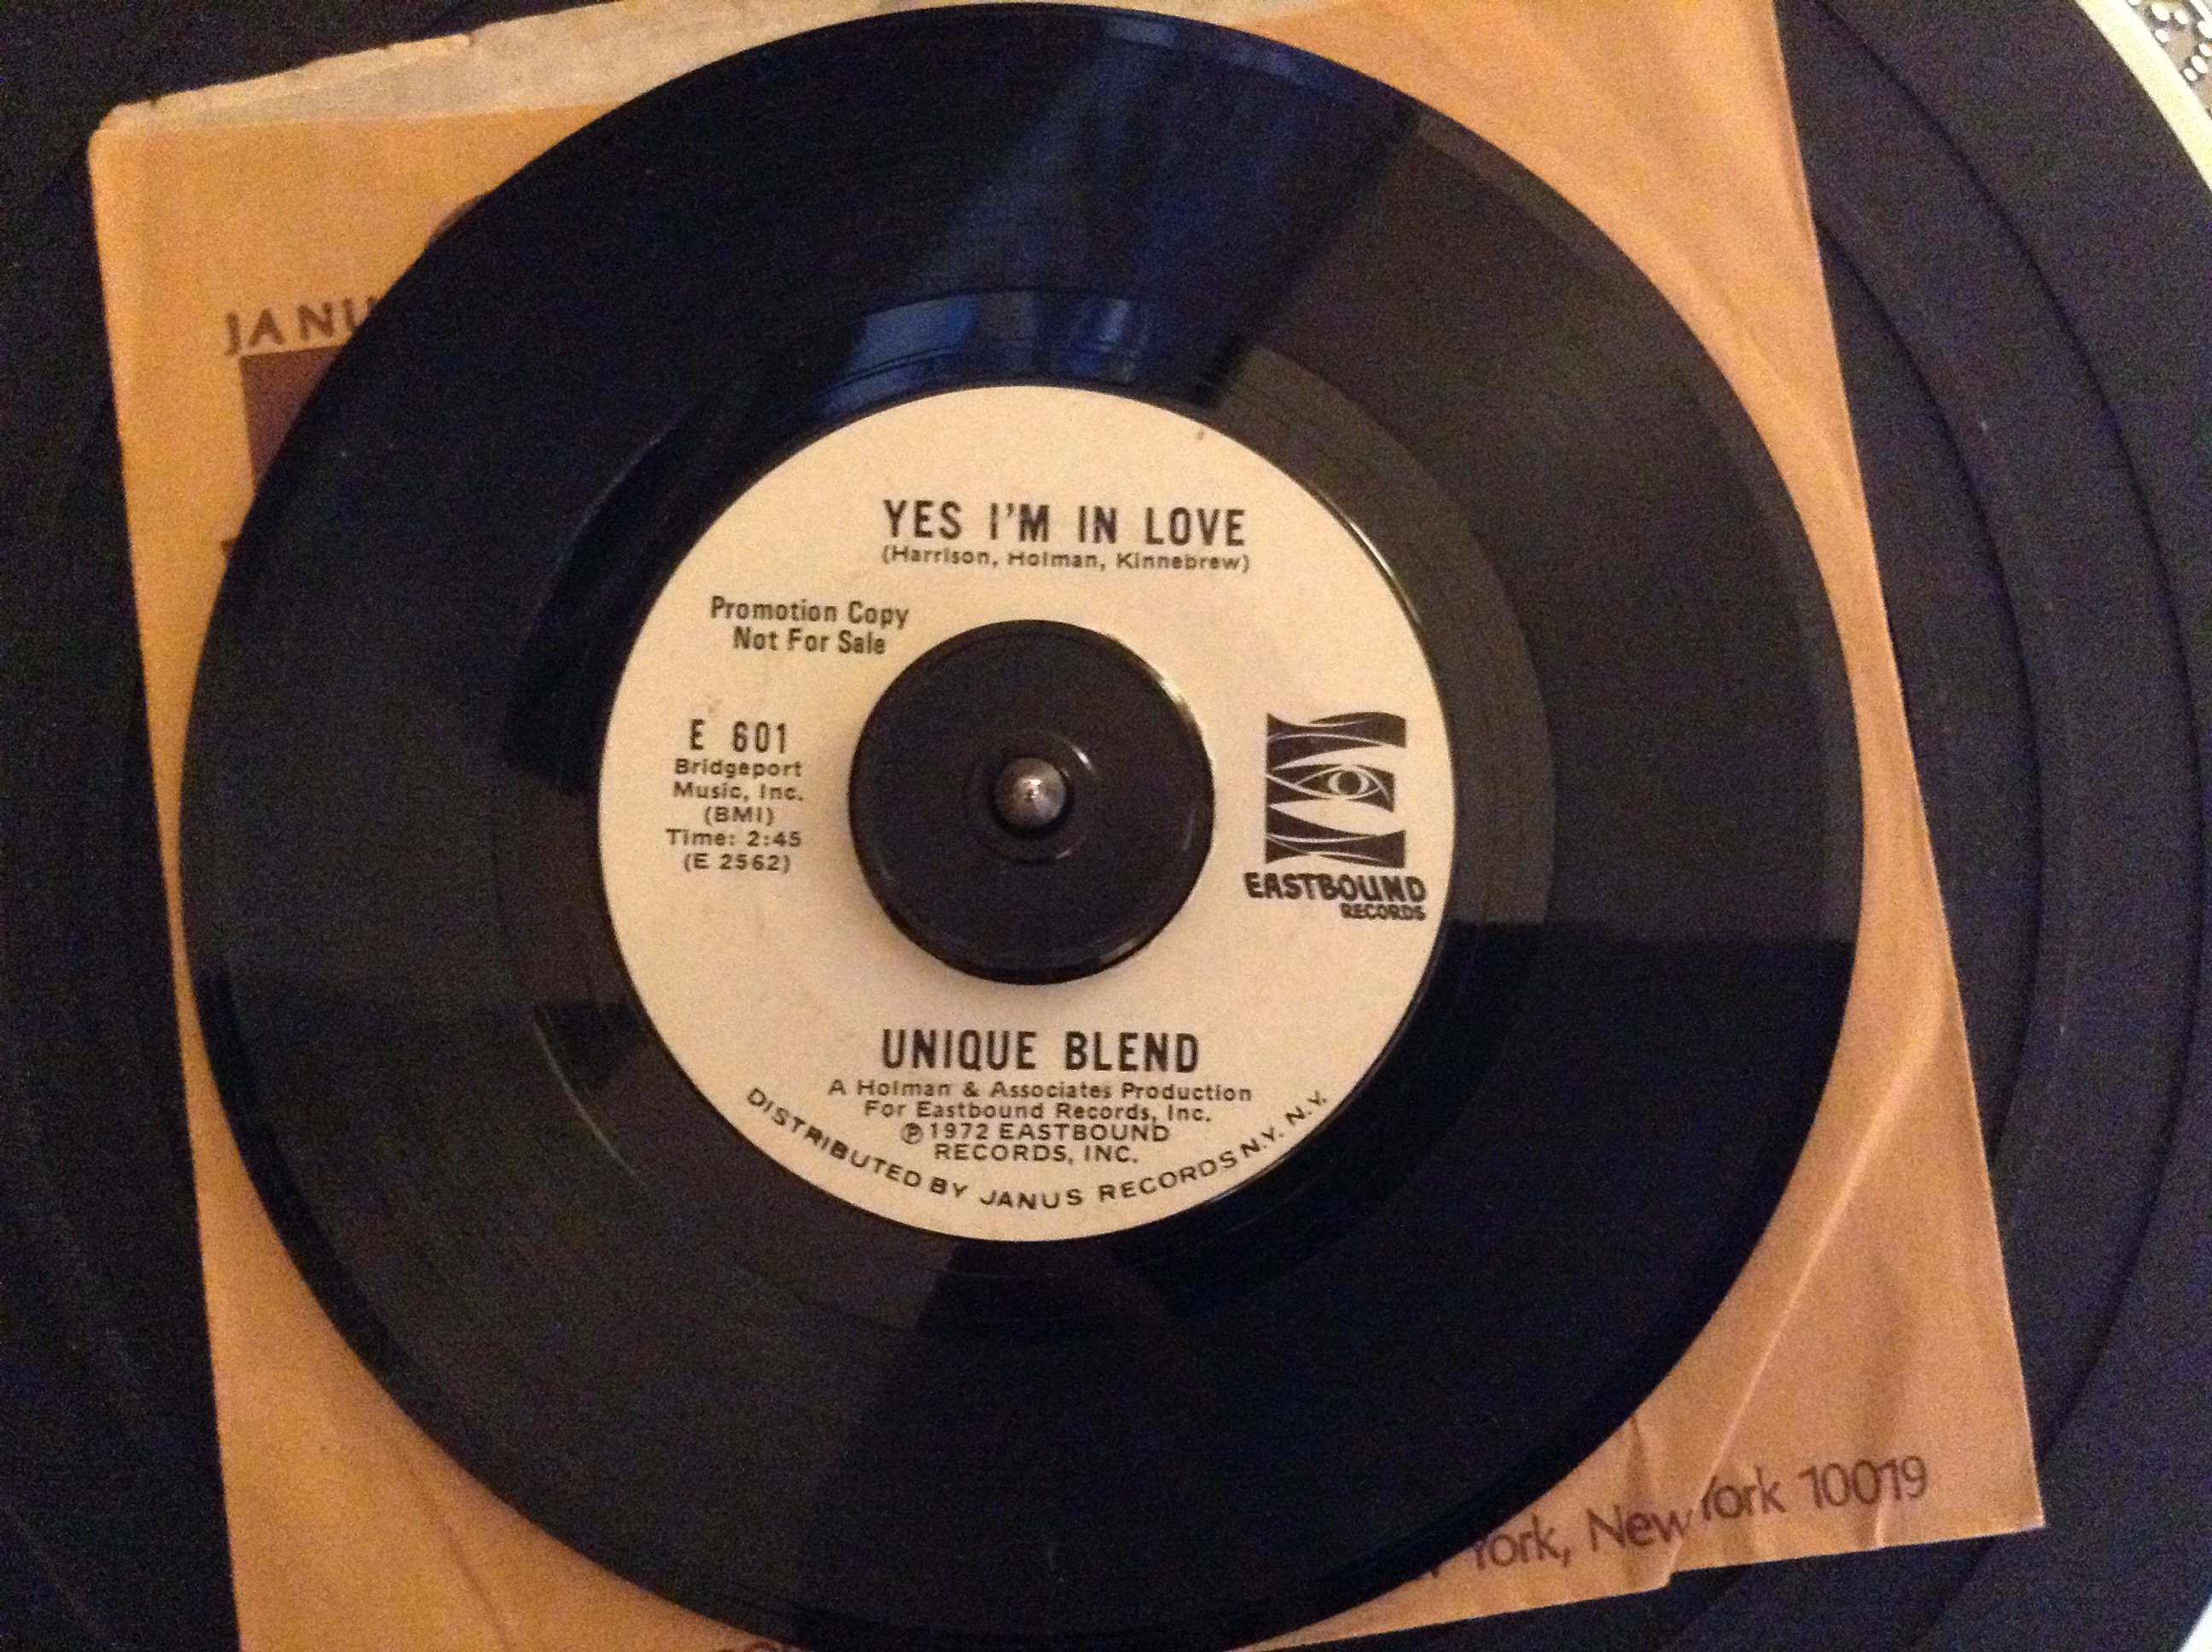 YES I'M IN LOVE
(Harrison, Holman, Kinnebrew)
Promotion Copy
Not For Sale
E 601
Bridgeport
Music, Inc.
(BMI)
Time: 2:45
(E 2562)
EASTBOUND
RECORDS
UNIQUE BLEND
A Holman & Associates Production
For Eastbound Records, Inc.
℗ 1972 EASTBOUND
RECORDS, INC.
DISTRIBUTED BY JANUS RECORDS N.Y. N.Y.
JANU
York, New York 10019